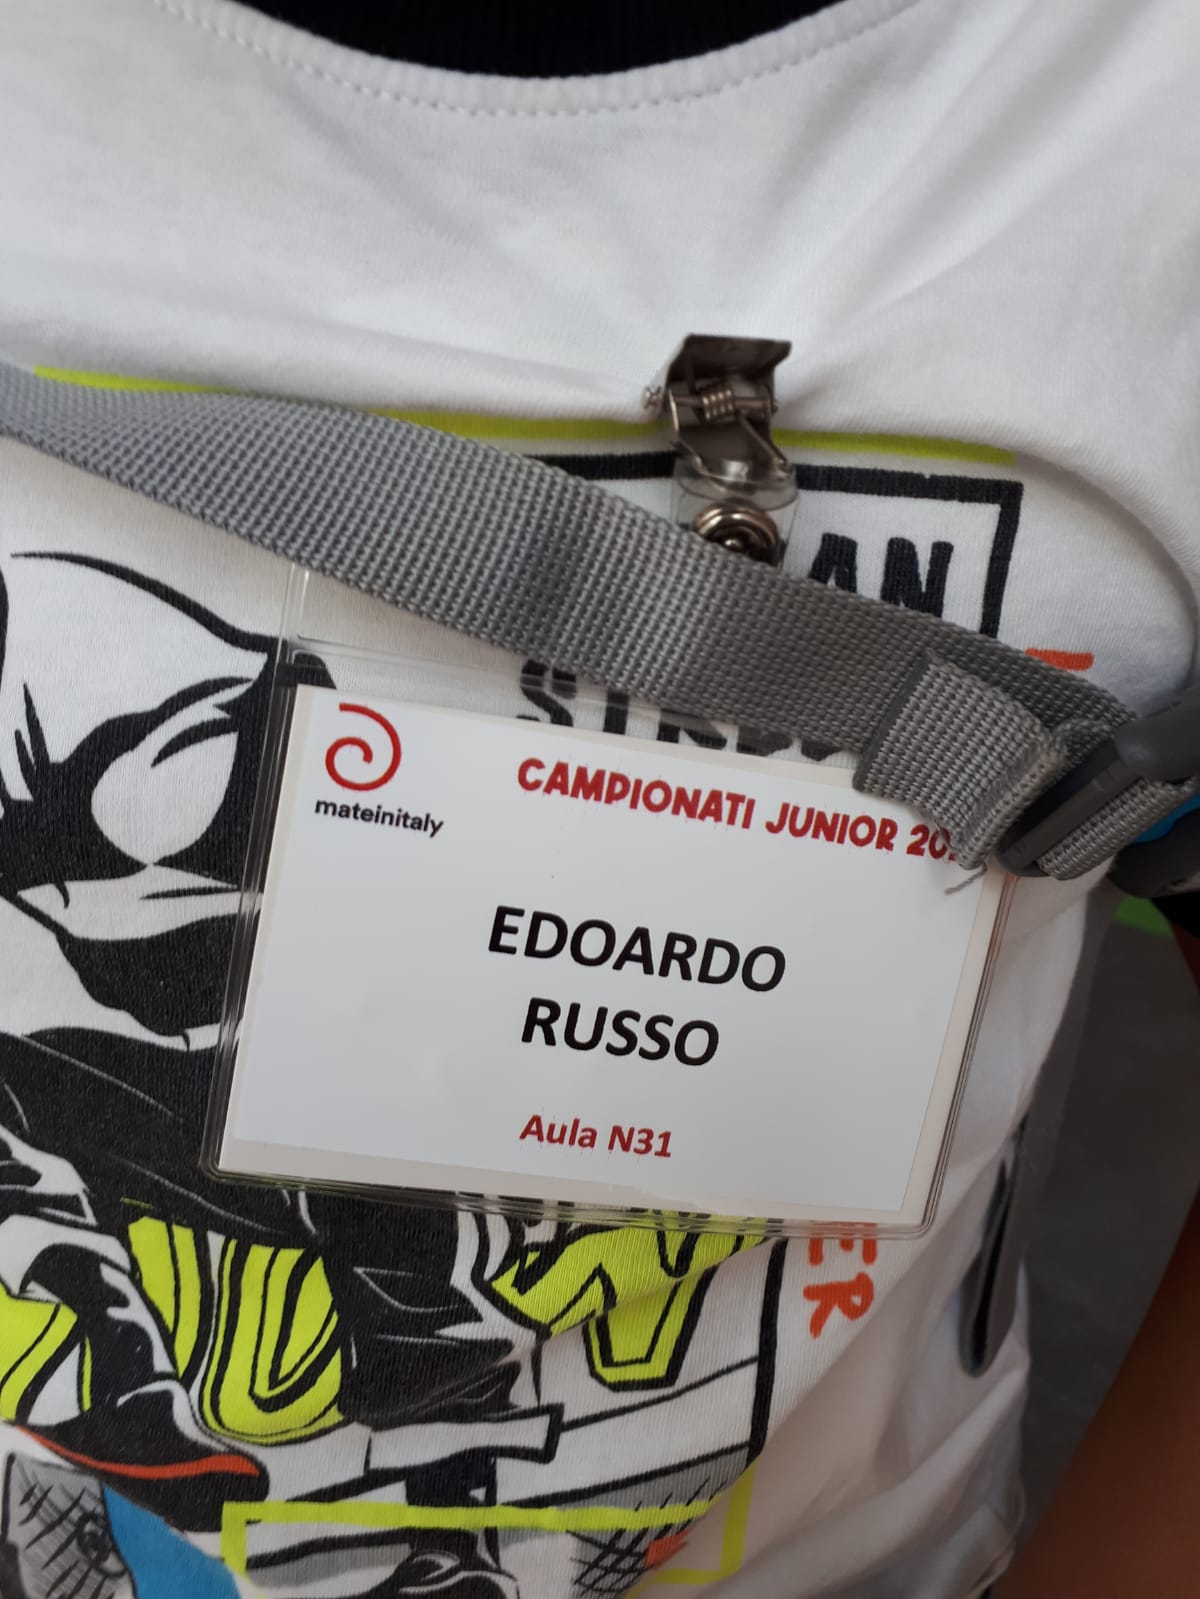 mateinitaly
CAMPIONATI JUNIOR
EDOARDO
RUSSO
Aula N31